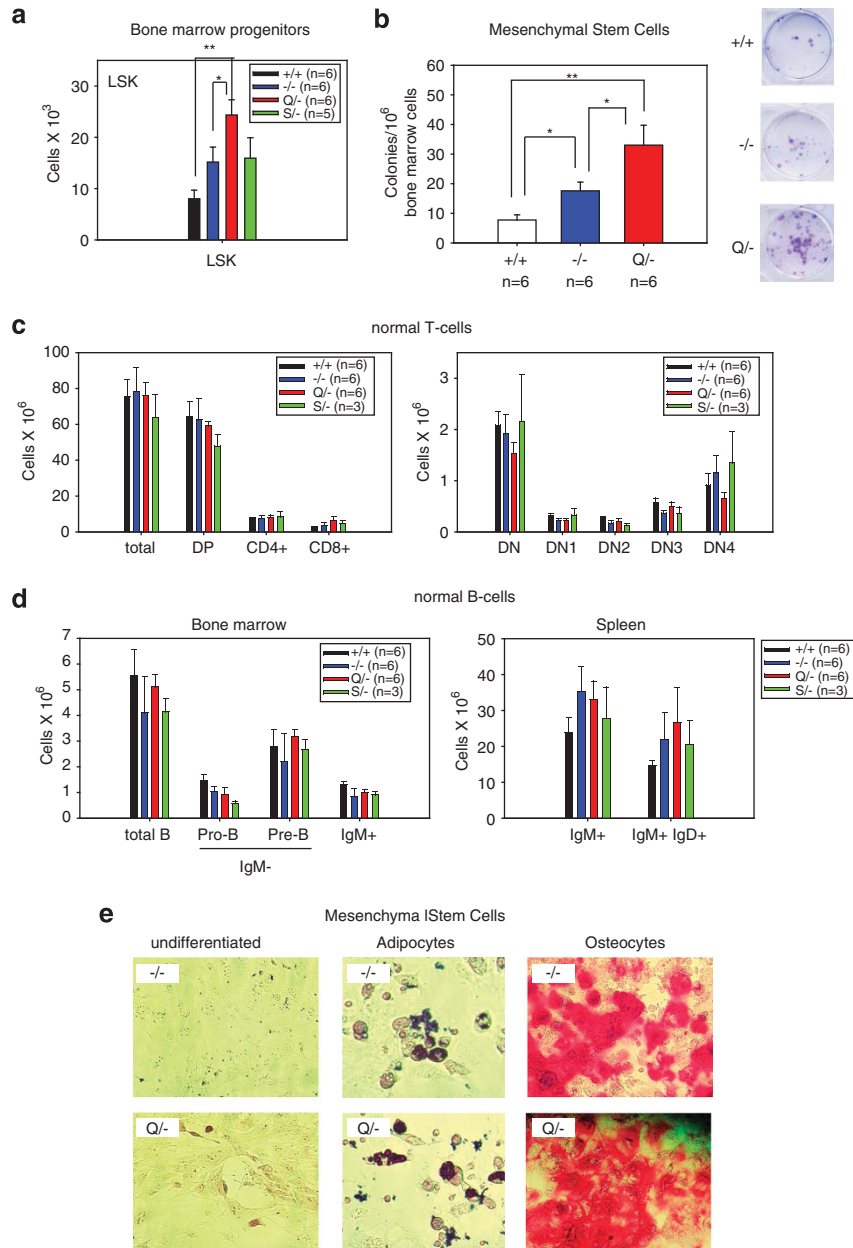 a
Bone marrow progenitors
LSK
**
*
+/+ (n=6)
-/- (n=6)
Q/- (n=6)
S/- (n=5)
Cells X 10³
30
20
10
0
LSK
b
Mesenchymal Stem Cells
Colonies/10⁶
bone marrow cells
60
50
40
30
20
10
0
**
*
*
+/+
-/-
Q/-
n=6
n=6
n=6
+/+
-/-
Q/-
c
normal T-cells
Cells X 10⁶
100
80
60
40
20
0
+/+ (n=6)
-/- (n=6)
Q/- (n=6)
S/- (n=3)
total
DP
CD4+
CD8+
Cells X 10⁶
3
2
1
0
+/+ (n=6)
-/- (n=6)
Q/- (n=6)
S/- (n=3)
DN
DN1
DN2
DN3
DN4
d
normal B-cells
Bone marrow
Cells X 10⁶
7
6
5
4
3
2
1
0
+/+ (n=6)
-/- (n=6)
Q/- (n=6)
S/- (n=3)
total B
Pro-B
Pre-B
IgM+
IgM-
Spleen
Cells X 10⁶
50
40
30
20
10
0
+/+ (n=6)
-/- (n=6)
Q/- (n=6)
S/- (n=3)
IgM+
IgM+ IgD+
e
Mesenchyma lStem Cells
undifferentiated
Adipocytes
Osteocytes
-/-
-/-
-/-
Q/-
Q/-
Q/-